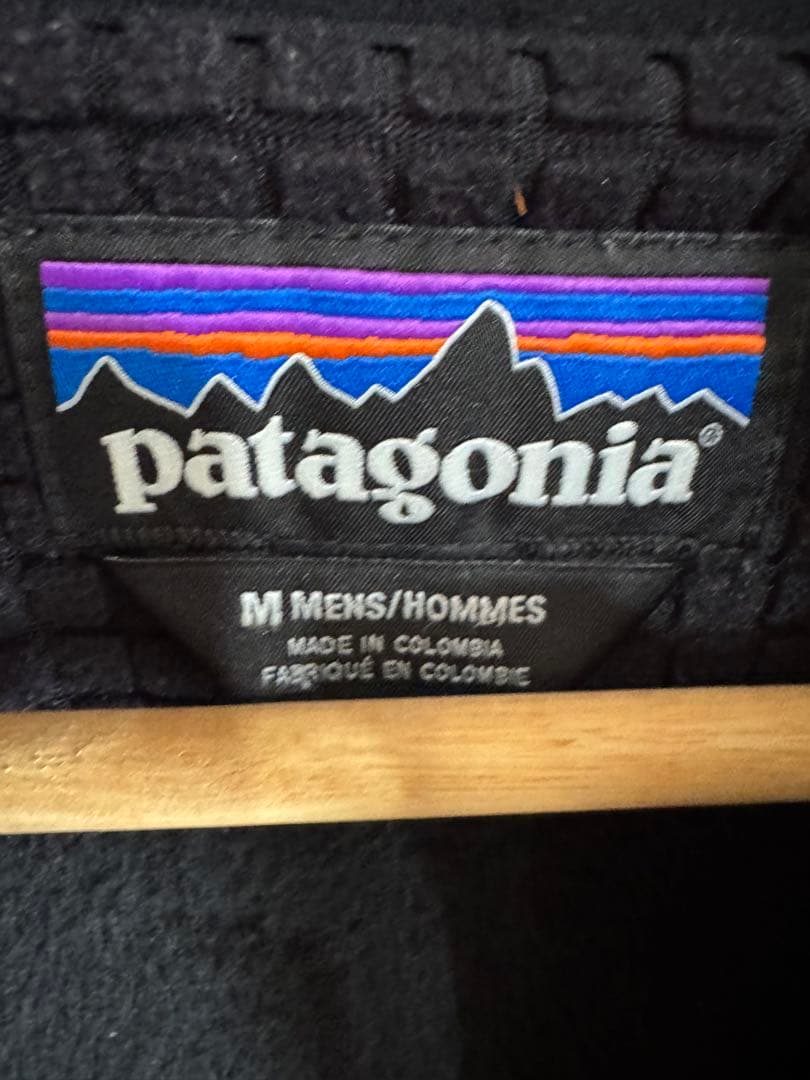 patagonia®
M MENS/HOMMES
MADE IN COLOMBIA
FABRIQUÉ EN COLOMBIE